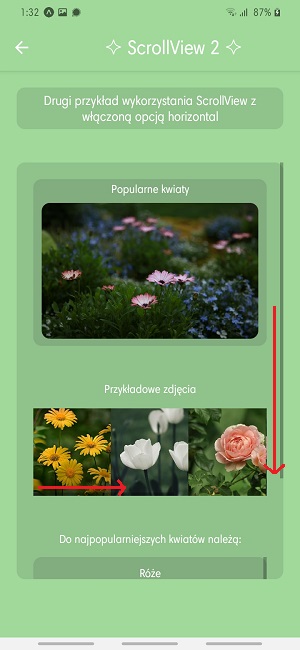 1:32
87%
✧ ScrollView 2 ✧
Drugi przykład wykorzystania ScrollView z
włączoną opcją horizontal
Popularne kwiaty
Przykładowe zdjęcia
Do najpopularniejszych kwiatów należą:
Róże